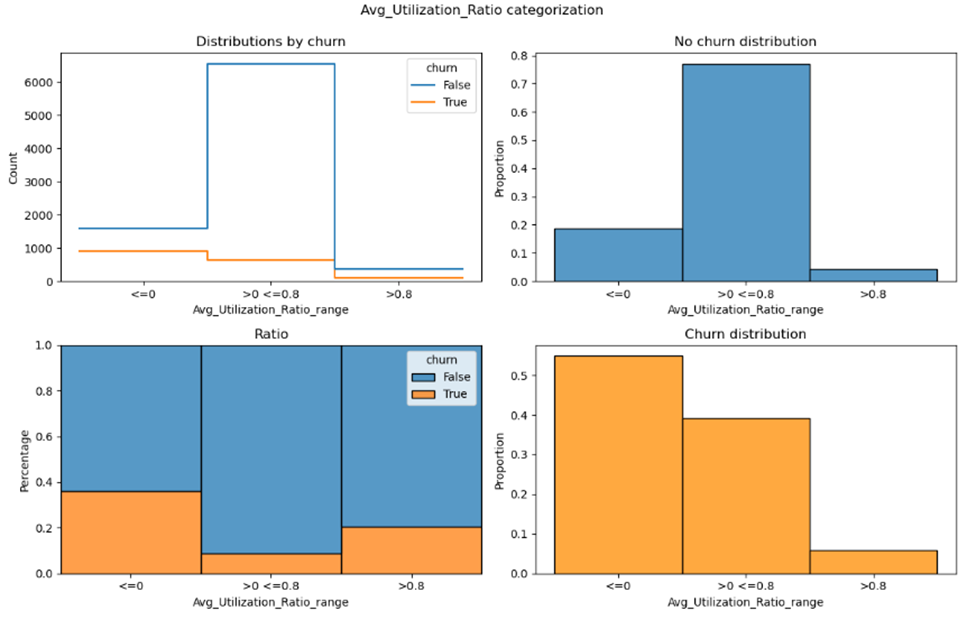 Avg_Utilization_Ratio categorization
Distributions by churn
churn
False
True
Count
6000
5000
4000
3000
2000
1000
0
<=0
>0 <=0.8
>0.8
Avg_Utilization_Ratio_range
No churn distribution
Proportion
0.8
0.7
0.6
0.5
0.4
0.3
0.2
0.1
0.0
<=0
>0 <=0.8
>0.8
Avg_Utilization_Ratio_range
Ratio
churn
False
True
Percentage
1.0
0.8
0.6
0.4
0.2
0.0
<=0
>0 <=0.8
>0.8
Avg_Utilization_Ratio_range
Churn distribution
Proportion
0.5
0.4
0.3
0.2
0.1
0.0
<=0
>0 <=0.8
>0.8
Avg_Utilization_Ratio_range